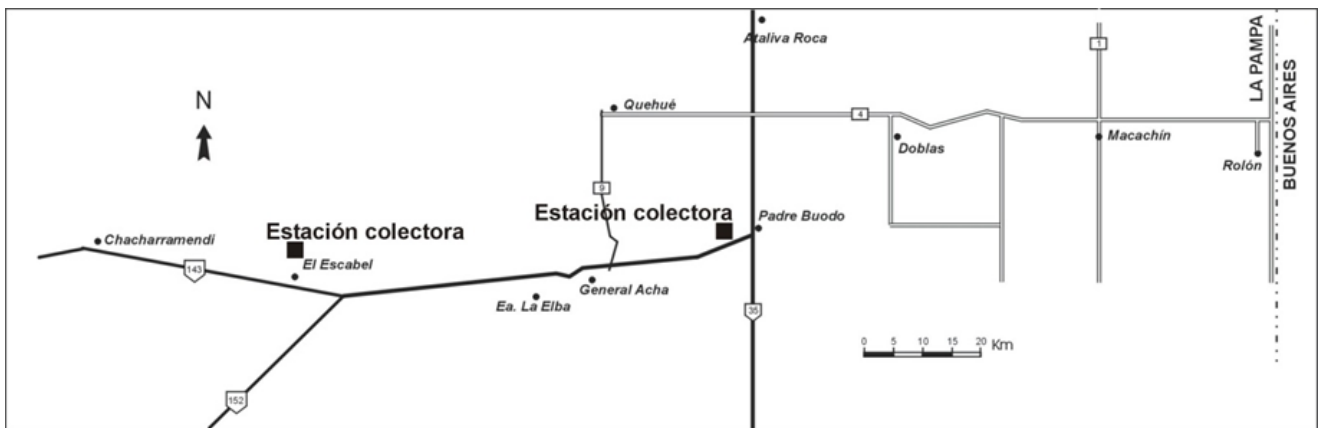 Ataliva Roca
1
LA PAMPA
BUENOS AIRES
N
Quehué
4
Doblas
Macachín
Rolón
9
Estación colectora
Padre Buodo
Estación colectora
Chacharramendi
143
El Escabel
General Acha
Ea. La Elba
35
0 5 10 15 20 Km
152